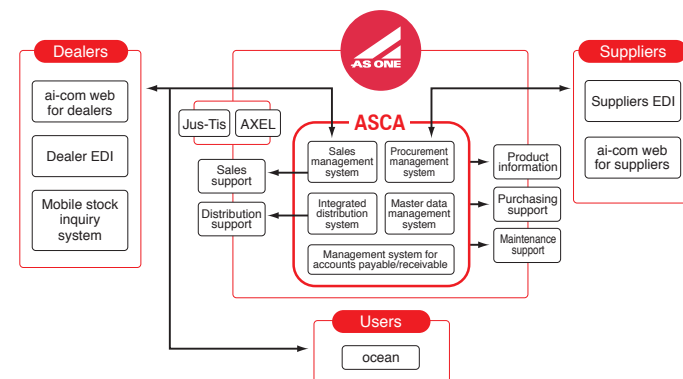 AS ONE
Dealers
ai-com web
for dealers
Dealer EDI
Mobile stock
inquiry
system
Jus-Tis
AXEL
Sales
support
Distribution
support
ASCA
Sales
management
system
Procurement
management
system
Integrated
distribution
system
Master data
management
system
Management system for
accounts payable/receivable
Product
information
Purchasing
support
Maintenance
support
Suppliers
Suppliers EDI
ai-com web
for suppliers
Users
ocean